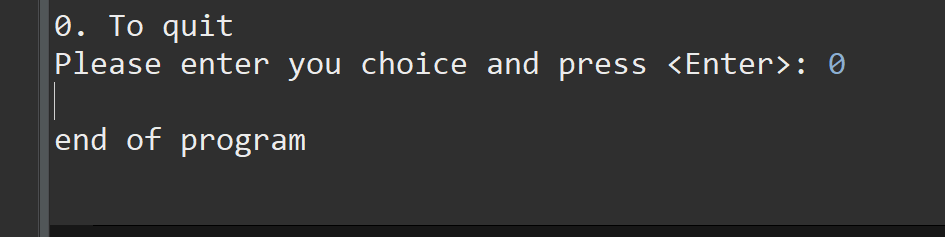 0. To quit
Please enter you choice and press <Enter>: 0
end of program